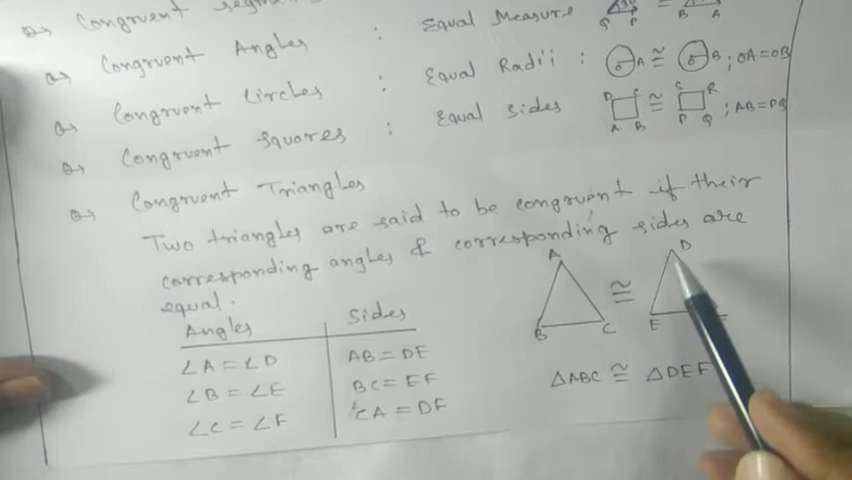 Congruent
Congruent Angles : Equal Measure Q P ≅ B A
Congruent Circles : Equal Radii : O A ≅ O B ; OA = OB
Congruent Squares : Equal Sides D C A B ≅ S R P Q ; AB = PQ
Congruent Triangles
Two triangles are said to be congruent if their
corresponding angles & corresponding sides are
equal.
Angles Sides
∠A = ∠D AB = DE
∠B = ∠E BC = EF
∠C = ∠F CA = DF
A ≅ D
B C E
△ABC ≅ △DEF